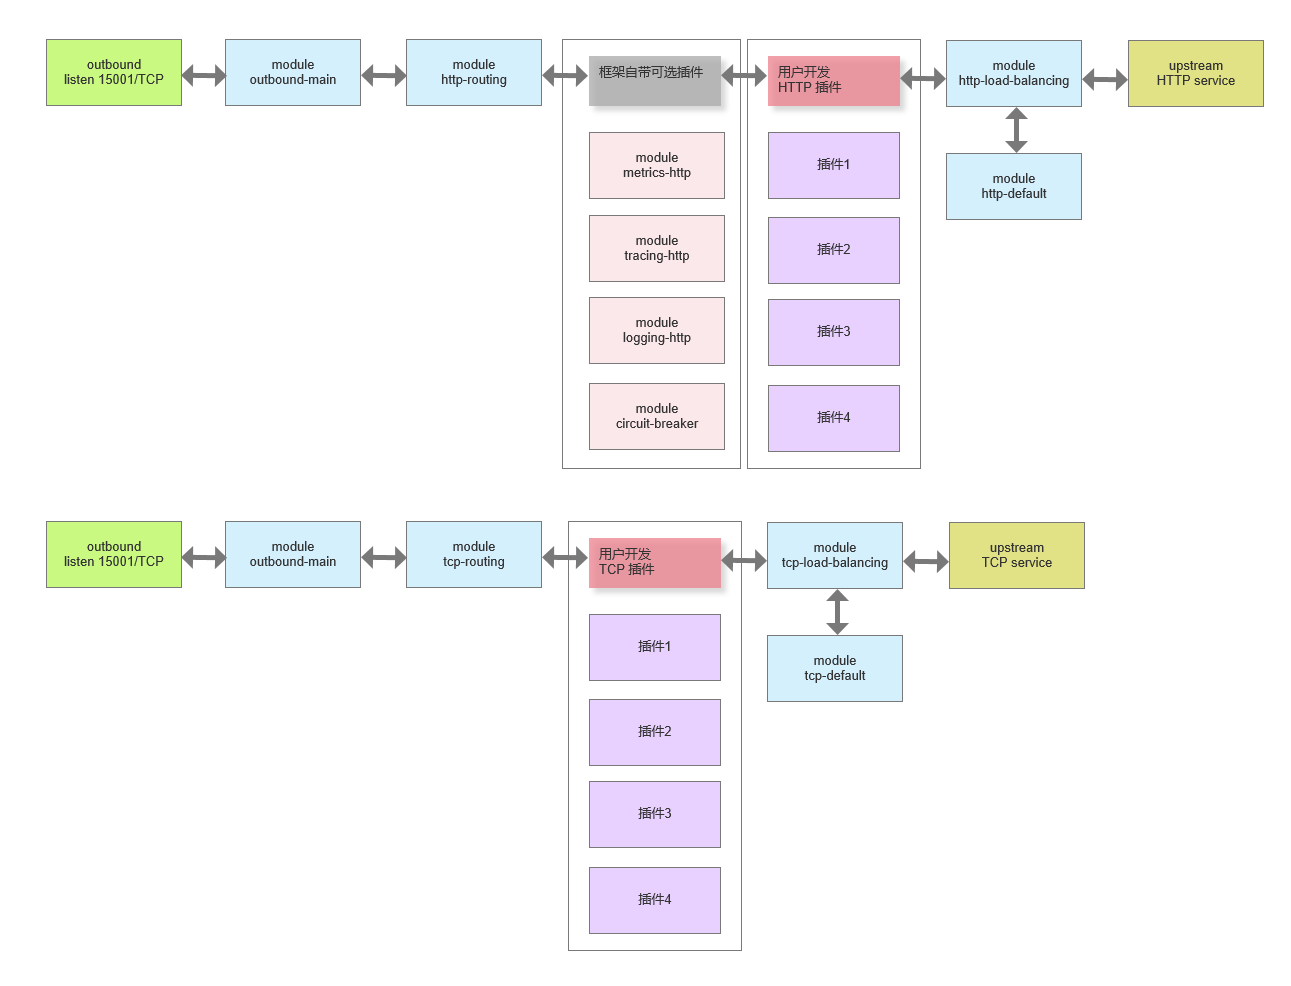 outbound
listen 15001/TCP
module
outbound-main
module
http-routing
框架自带可选插件
用户开发
HTTP 插件
module
http-load-balancing
upstream
HTTP service
module
metrics-http
module
tracing-http
module
logging-http
module
circuit-breaker
插件1
插件2
插件3
插件4
module
http-default
outbound
listen 15001/TCP
module
outbound-main
module
tcp-routing
用户开发
TCP 插件
module
tcp-load-balancing
upstream
TCP service
插件1
插件2
插件3
插件4
module
tcp-default